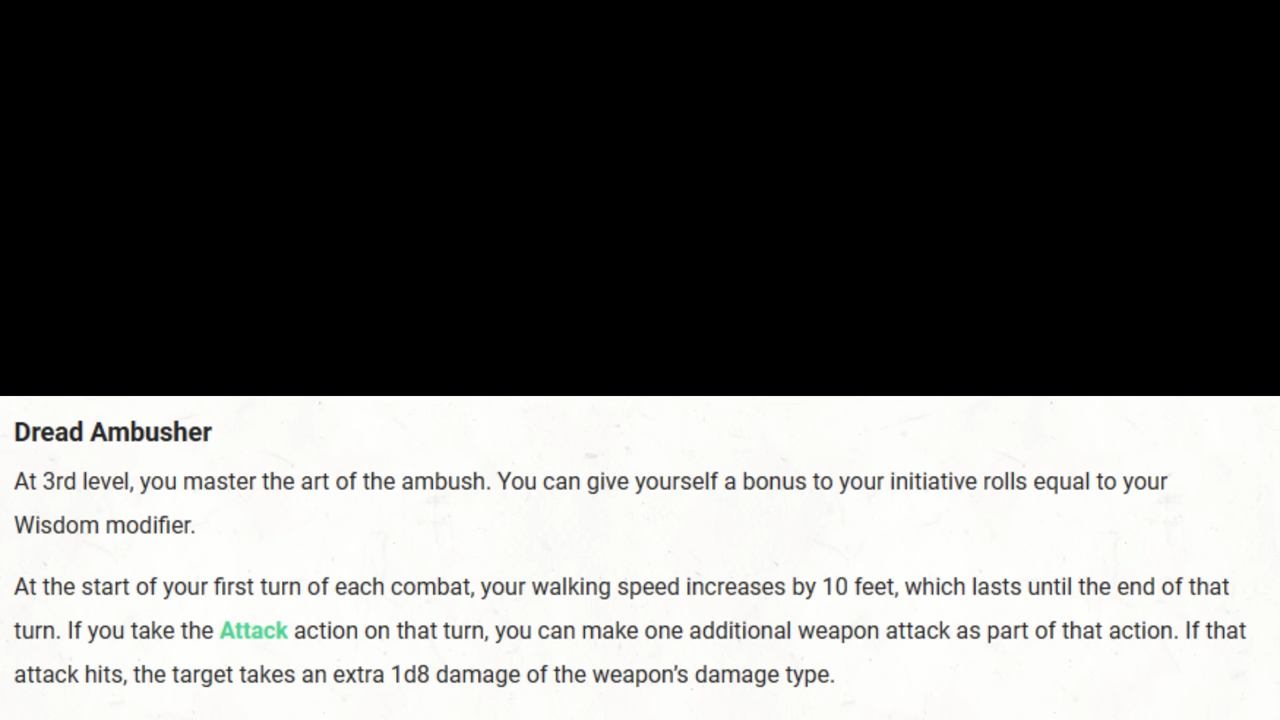 Dread Ambusher
At 3rd level, you master the art of the ambush. You can give yourself a bonus to your initiative rolls equal to your
Wisdom modifier.
At the start of your first turn of each combat, your walking speed increases by 10 feet, which lasts until the end of that
turn. If you take the Attack action on that turn, you can make one additional weapon attack as part of that action. If that
attack hits, the target takes an extra 1d8 damage of the weapon’s damage type.